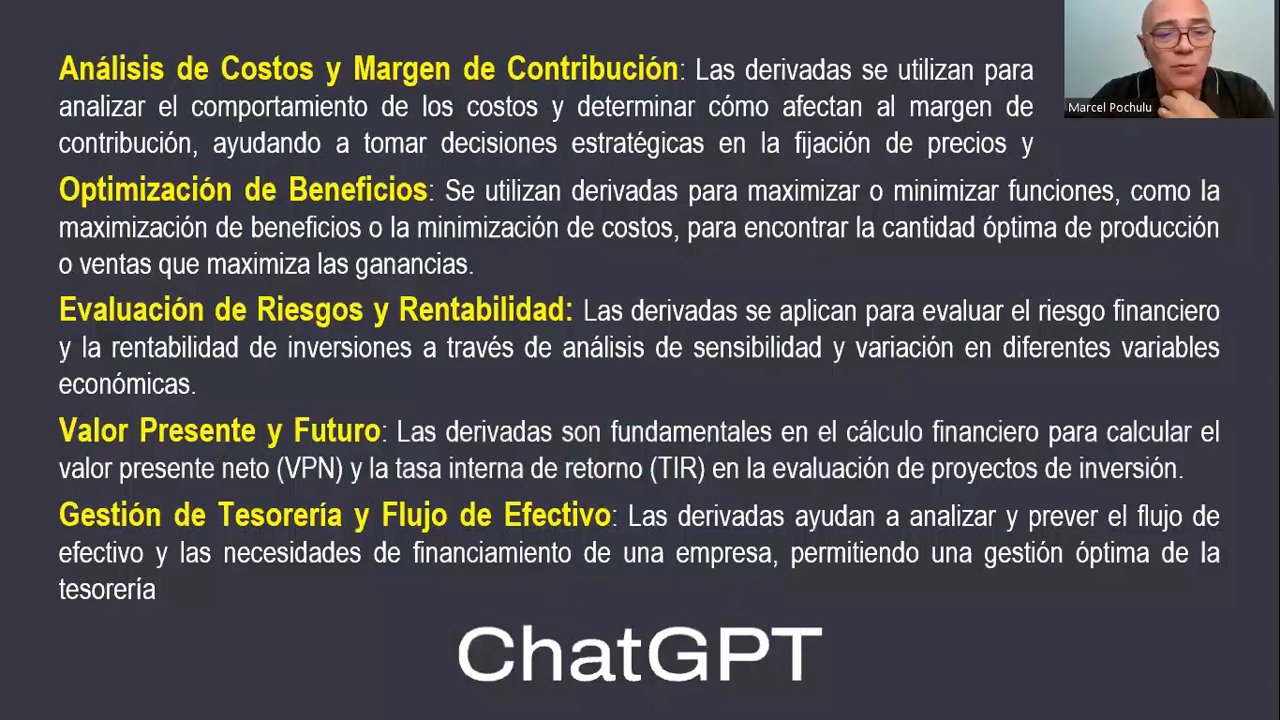 Análisis de Costos y Margen de Contribución: Las derivadas se utilizan para
analizar el comportamiento de los costos y determinar cómo afectan al margen de
contribución, ayudando a tomar decisiones estratégicas en la fijación de precios y
Marcel Pochulu
Optimización de Beneficios: Se utilizan derivadas para maximizar o minimizar funciones, como la
maximización de beneficios o la minimización de costos, para encontrar la cantidad óptima de producción
o ventas que maximiza las ganancias.
Evaluación de Riesgos y Rentabilidad: Las derivadas se aplican para evaluar el riesgo financiero
y la rentabilidad de inversiones a través de análisis de sensibilidad y variación en diferentes variables
económicas.
Valor Presente y Futuro: Las derivadas son fundamentales en el cálculo financiero para calcular el
valor presente neto (VPN) y la tasa interna de retorno (TIR) en la evaluación de proyectos de inversión.
Gestión de Tesorería y Flujo de Efectivo: Las derivadas ayudan a analizar y prever el flujo de
efectivo y las necesidades de financiamiento de una empresa, permitiendo una gestión óptima de la
tesorería
ChatGPT